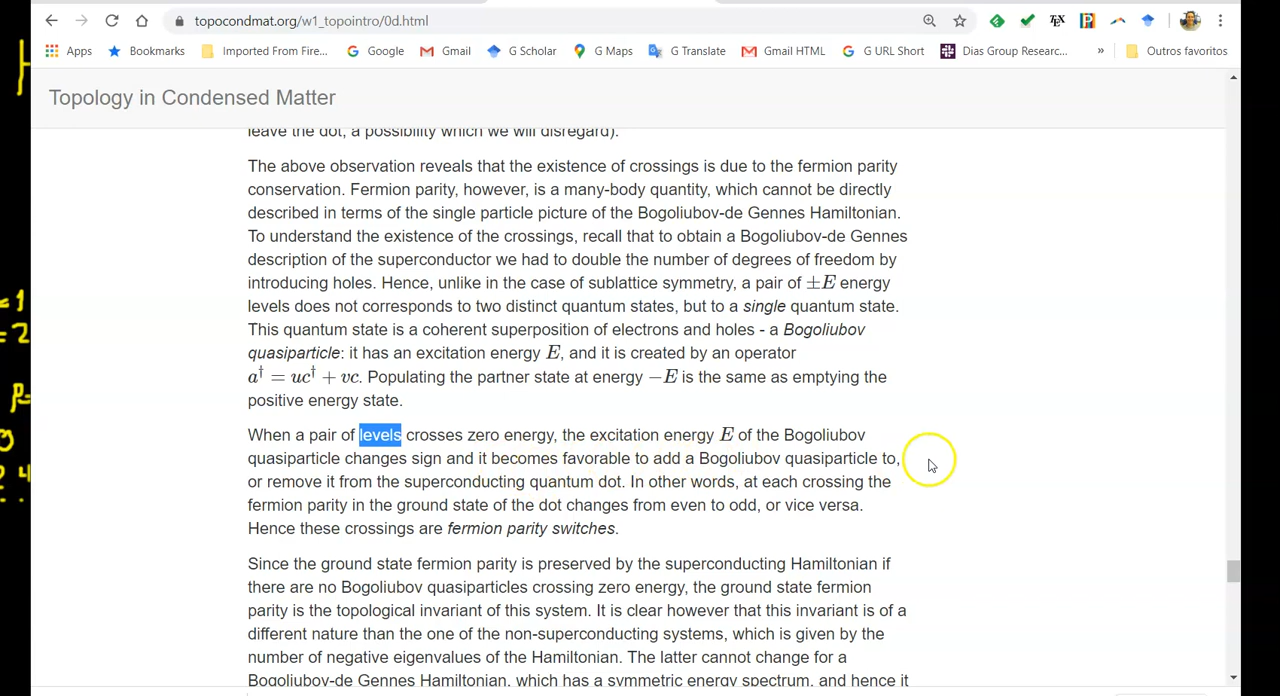 topocondmat.org/w1_topointro/0d.html
Apps Bookmarks Imported From Fire... Google Gmail G Scholar G Maps G Translate Gmail HTML G URL Short Dias Group Researc... » Outros favoritos
Topology in Condensed Matter
leave the dot, a possibility which we will disregard).
The above observation reveals that the existence of crossings is due to the fermion parity
conservation. Fermion parity, however, is a many-body quantity, which cannot be directly
described in terms of the single particle picture of the Bogoliubov-de Gennes Hamiltonian.
To understand the existence of the crossings, recall that to obtain a Bogoliubov-de Gennes
description of the superconductor we had to double the number of degrees of freedom by
introducing holes. Hence, unlike in the case of sublattice symmetry, a pair of ±E energy
levels does not corresponds to two distinct quantum states, but to a single quantum state.
This quantum state is a coherent superposition of electrons and holes - a Bogoliubov
quasiparticle: it has an excitation energy E, and it is created by an operator
a† = uc† + vc. Populating the partner state at energy −E is the same as emptying the
positive energy state.
When a pair of levels crosses zero energy, the excitation energy E of the Bogoliubov
quasiparticle changes sign and it becomes favorable to add a Bogoliubov quasiparticle to,
or remove it from the superconducting quantum dot. In other words, at each crossing the
fermion parity in the ground state of the dot changes from even to odd, or vice versa.
Hence these crossings are fermion parity switches.
Since the ground state fermion parity is preserved by the superconducting Hamiltonian if
there are no Bogoliubov quasiparticles crossing zero energy, the ground state fermion
parity is the topological invariant of this system. It is clear however that this invariant is of a
different nature than the one of the non-superconducting systems, which is given by the
number of negative eigenvalues of the Hamiltonian. The latter cannot change for a
Bogoliubov-de Gennes Hamiltonian, which has a symmetric energy spectrum, and hence it
= 1
= 2